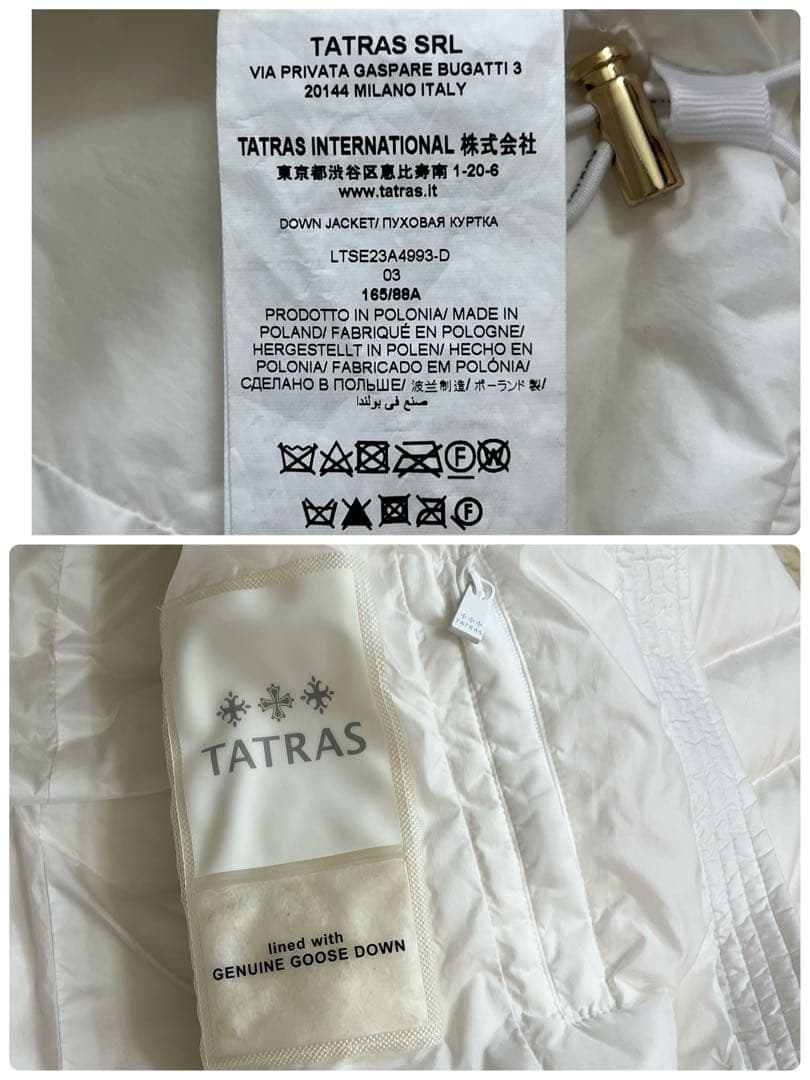 TATRAS SRL
VIA PRIVATA GASPARE BUGATTI 3
20144 MILANO ITALY
TATRAS INTERNATIONAL 株式会社
東京都渋谷区恵比寿南 1-20-6
www.tatras.it
DOWN JACKET/ ПУХОВАЯ КУРТКА
LTSE23A4993-D
03
165/88A
PRODOTTO IN POLONIA/ MADE IN
POLAND/ FABRIQUÉ EN POLOGNE/
HERGESTELLT IN POLEN/ HECHO EN
POLONIA/ FABRICADO EM POLÓNIA/
СДЕЛАНО В ПОЛЬШЕ/ 波兰制造/ ポーランド製/
صنع في بولندا
F W
F
TATRAS
TATRAS
lined with
GENUINE GOOSE DOWN